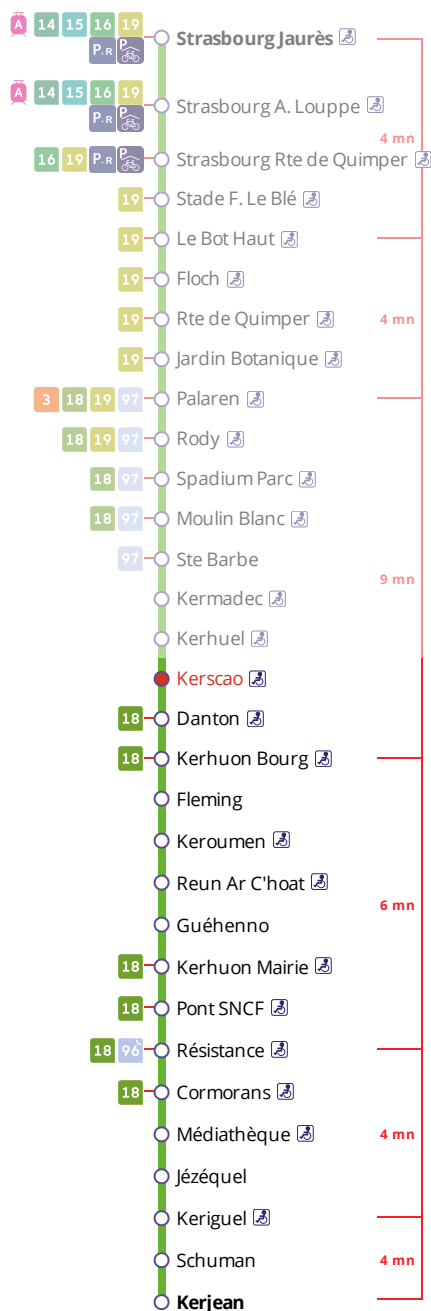 A 14 15 16 19 Strasbourg Jaurès
P.R P
A 14 15 16 19 Strasbourg A. Louppe
P.R P
4 mn
16 19 P.R P Strasbourg Rte de Quimper
19 Stade F. Le Blé
19 Le Bot Haut
19 Floch
19 Rte de Quimper 4 mn
19 Jardin Botanique
3 18 19 97 Palaren
18 19 97 Rody
18 97 Spadium Parc
18 97 Moulin Blanc
97 Ste Barbe
9 mn
Kermadec
Kerhuel
Kerscao
18 Danton
18 Kerhuon Bourg
Fleming
Keroumen
Reun Ar C'hoat
6 mn
Guéhenno
18 Kerhuon Mairie
18 Pont SNCF
18 96 Résistance
18 Cormorans
Médiathèque 4 mn
Jézéquel
Keriguel
Schuman 4 mn
Kerjean